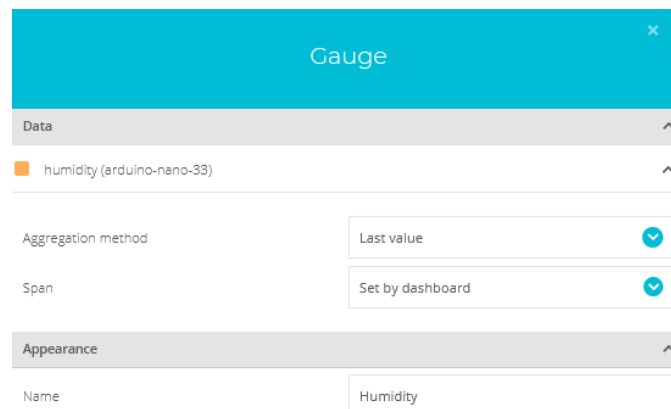 Gauge
Data
humidity (arduino-nano-33)
Aggregation method Last value
Span Set by dashboard
Appearance
Name Humidity